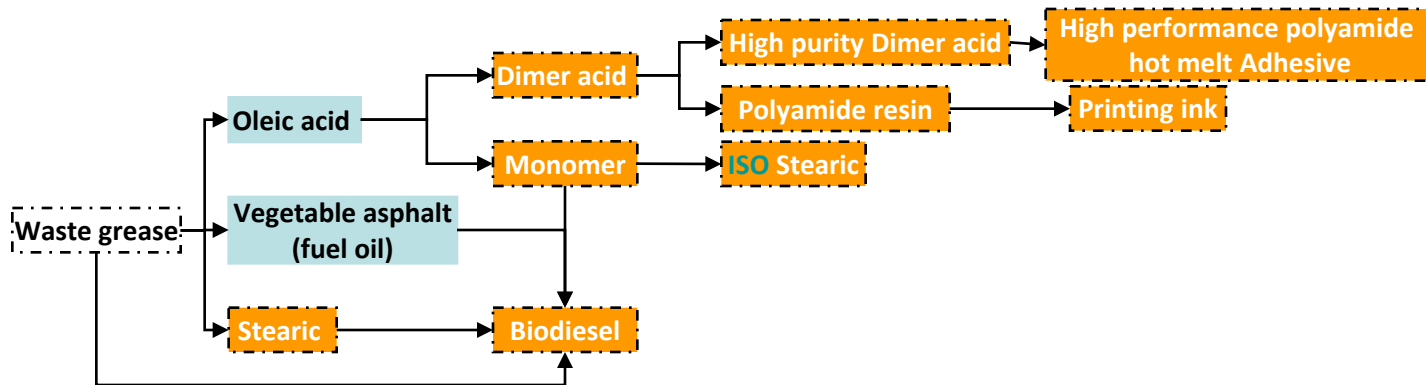 High purity Dimer acid
High performance polyamide
hot melt Adhesive
Dimer acid
Oleic acid
Polyamide resin
Printing ink
Monomer
ISO Stearic
Vegetable asphalt
(fuel oil)
Waste grease
Stearic
Biodiesel